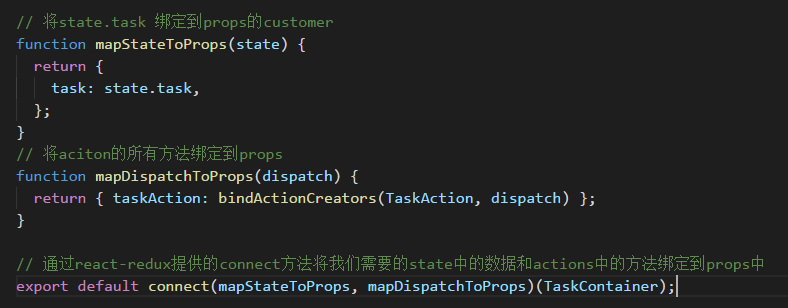 // 将state.task 绑定到props的customer
function mapStateToProps(state) {
  return {
    task: state.task,
  };
}
// 将aciton的所有方法绑定到props
function mapDispatchToProps(dispatch) {
  return { taskAction: bindActionCreators(TaskAction, dispatch) };
}

// 通过react-redux提供的connect方法将我们需要的state中的数据和actions中的方法绑定到props中
export default connect(mapStateToProps, mapDispatchToProps)(TaskContainer);